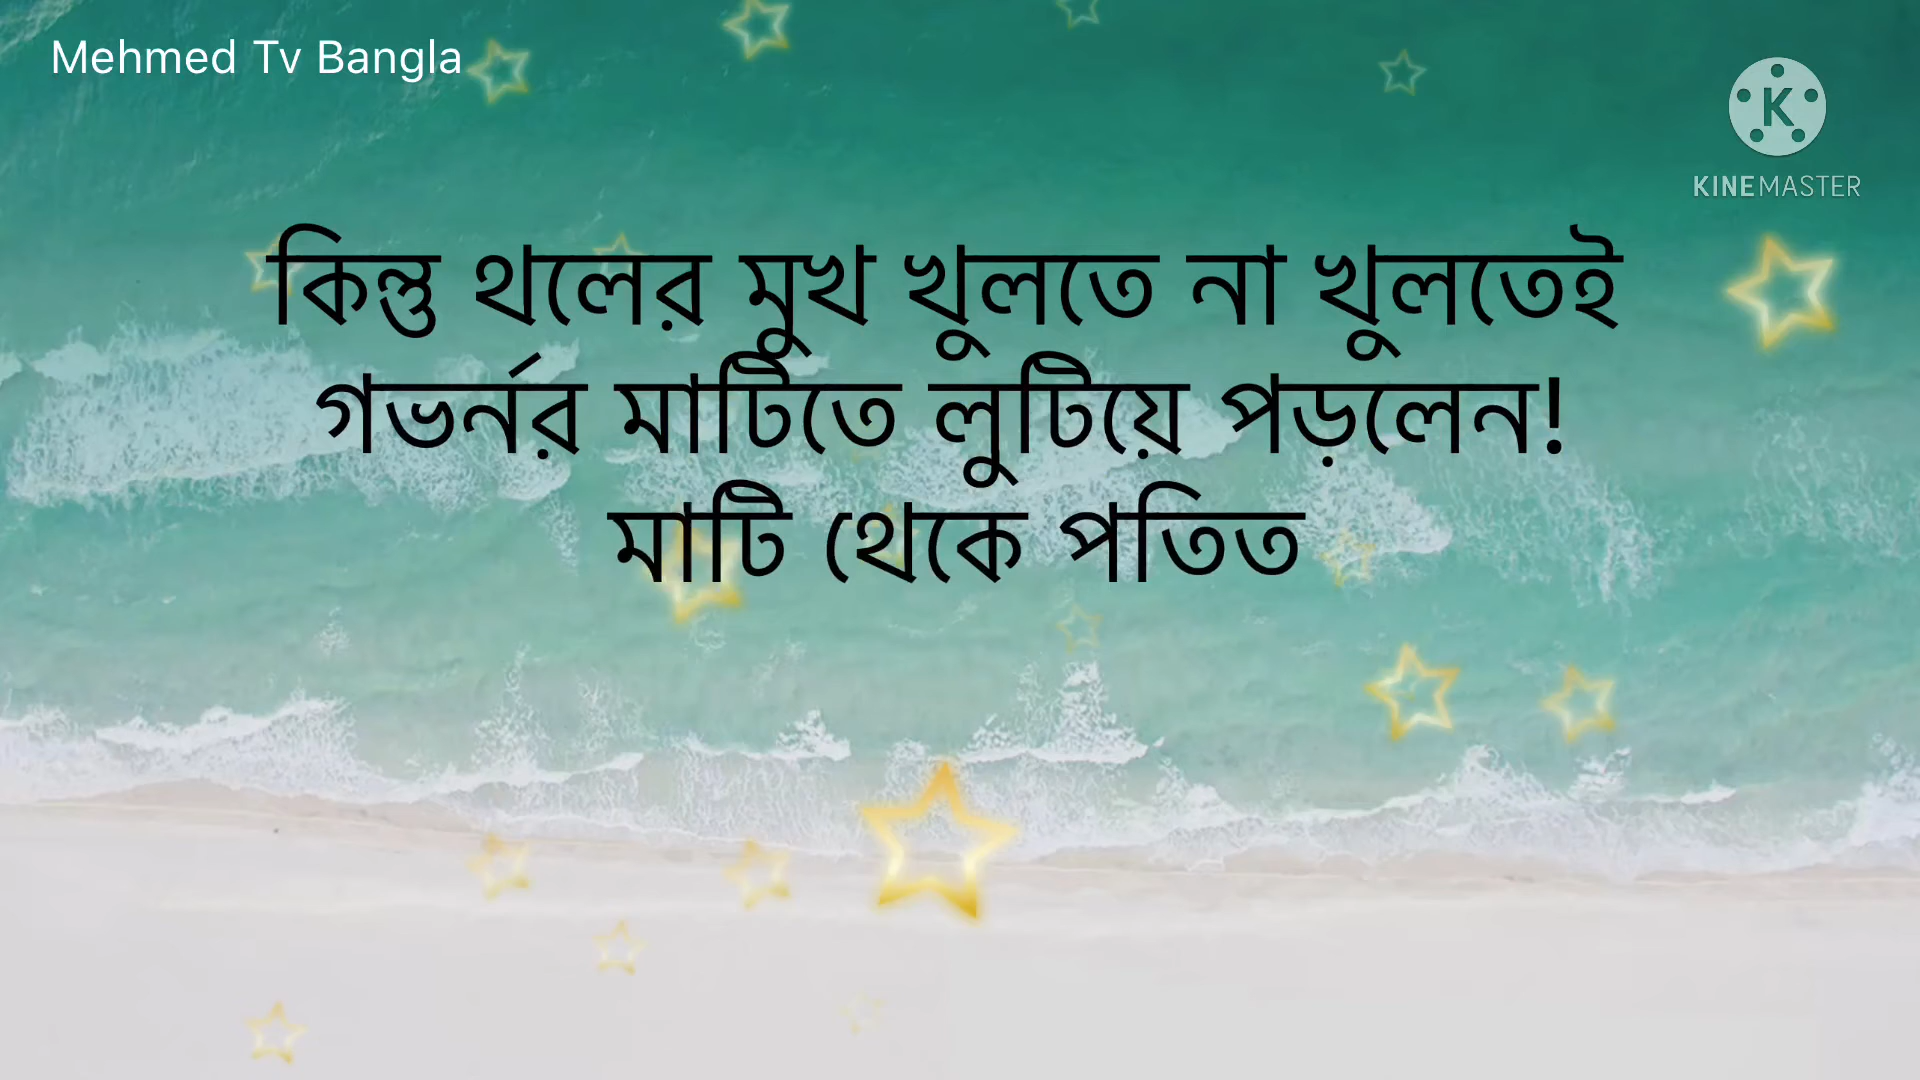 Mehmed Tv Bangla
KINEMASTER
কিন্তু থলের মুখ খুলতে না খুলতেই
গভর্নর মাটিতে লুটিয়ে পড়লেন!
মাটি থেকে পতিত